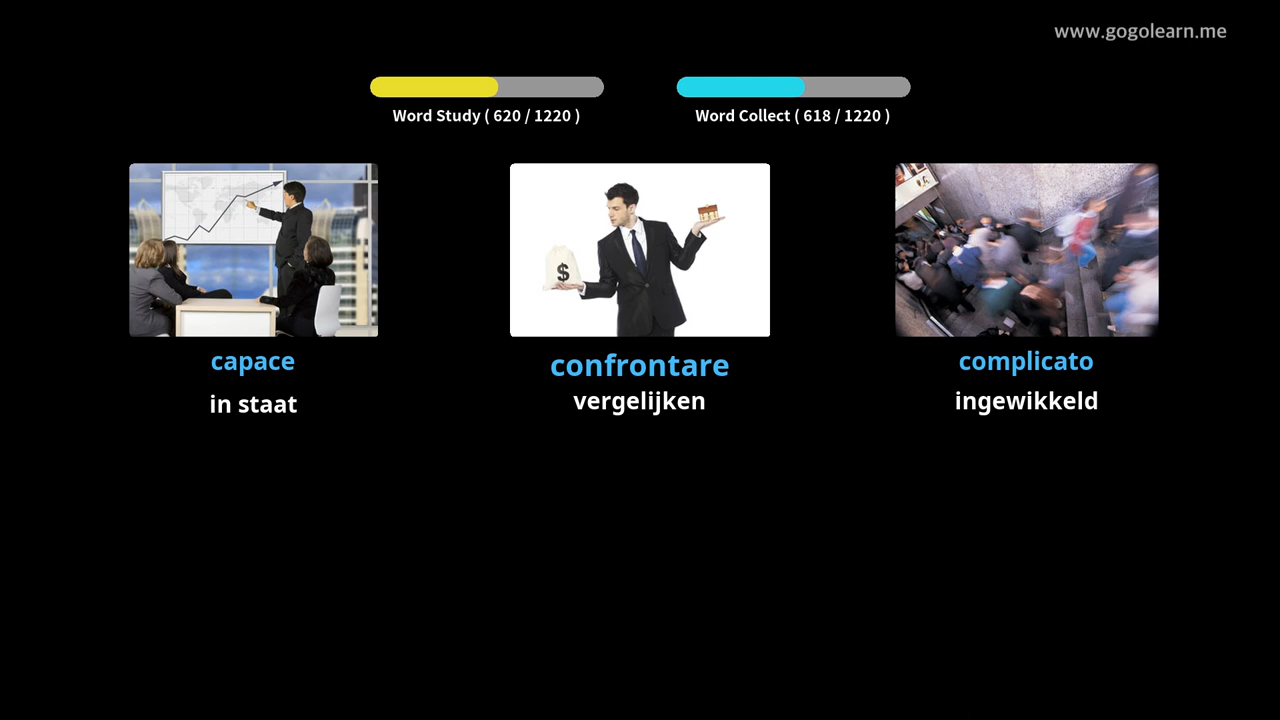 www.gogolearn.me
Word Study ( 620 / 1220 )
Word Collect ( 618 / 1220 )
$
capace
confrontare
complicato
in staat
vergelijken
ingewikkeld